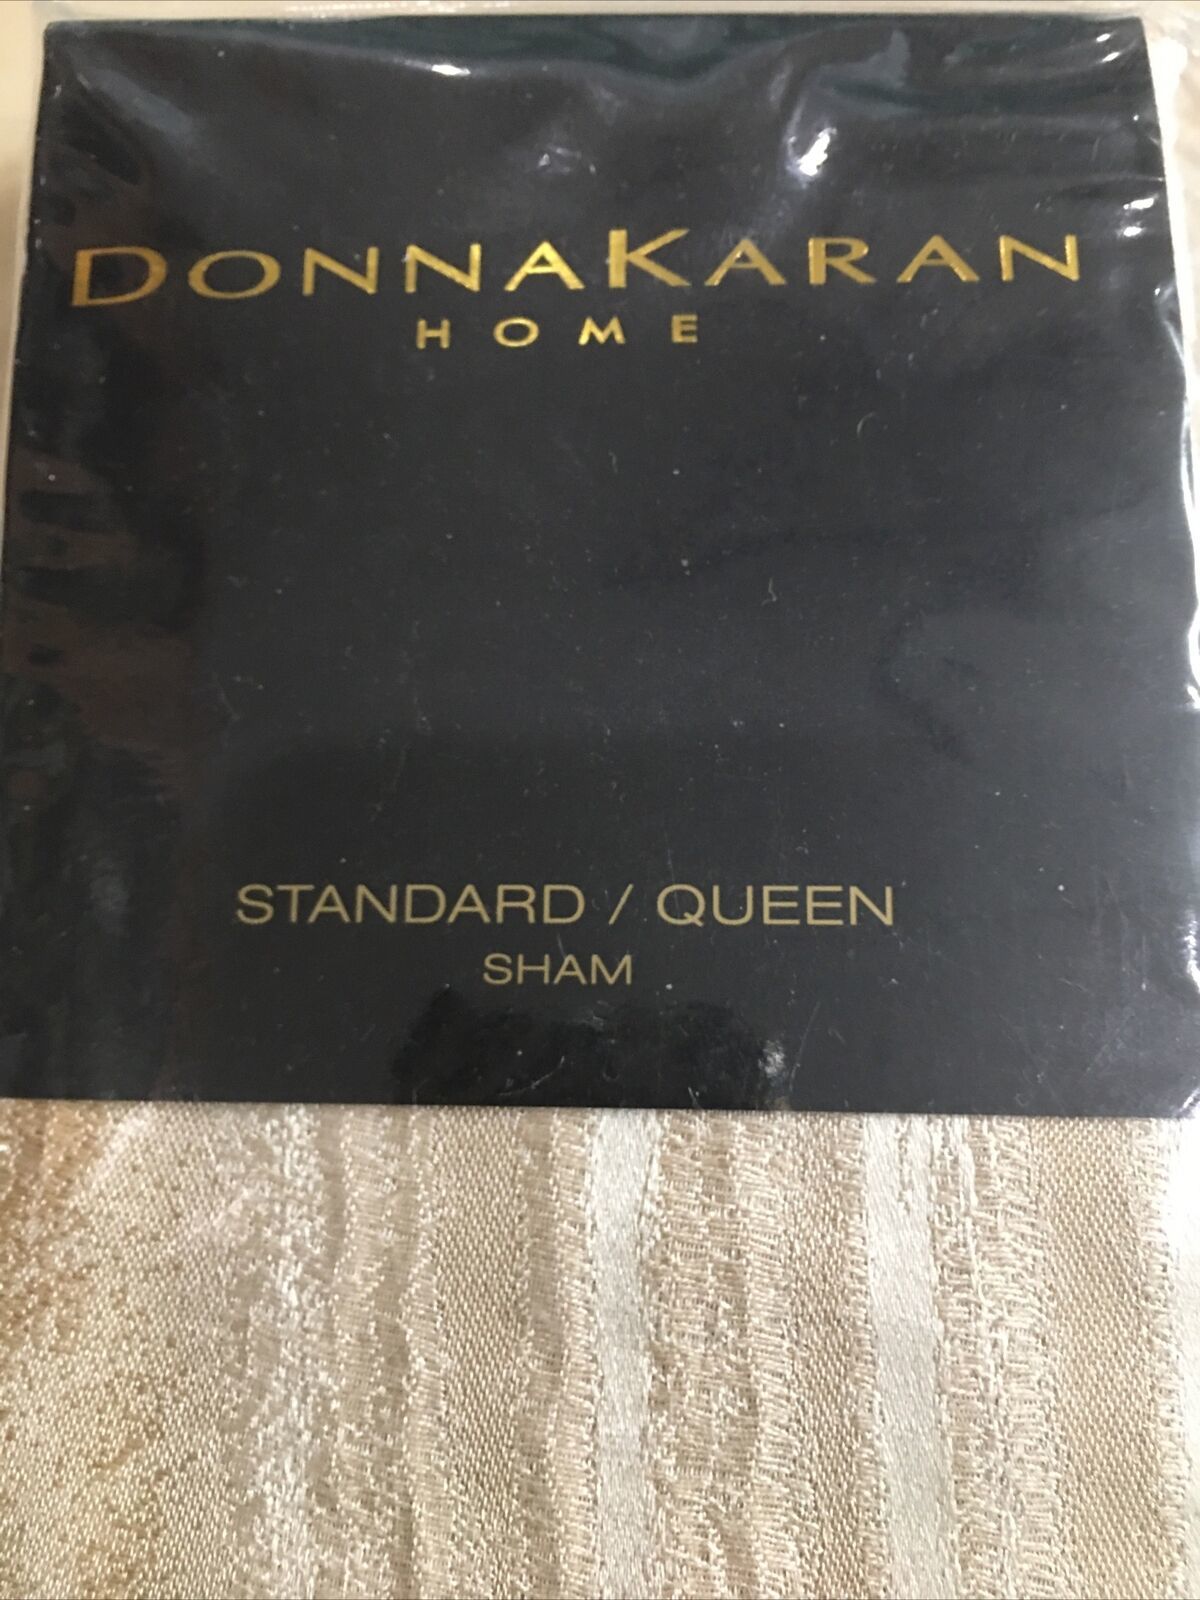 DONNAKARAN
HOME
STANDARD / QUEEN
SHAM